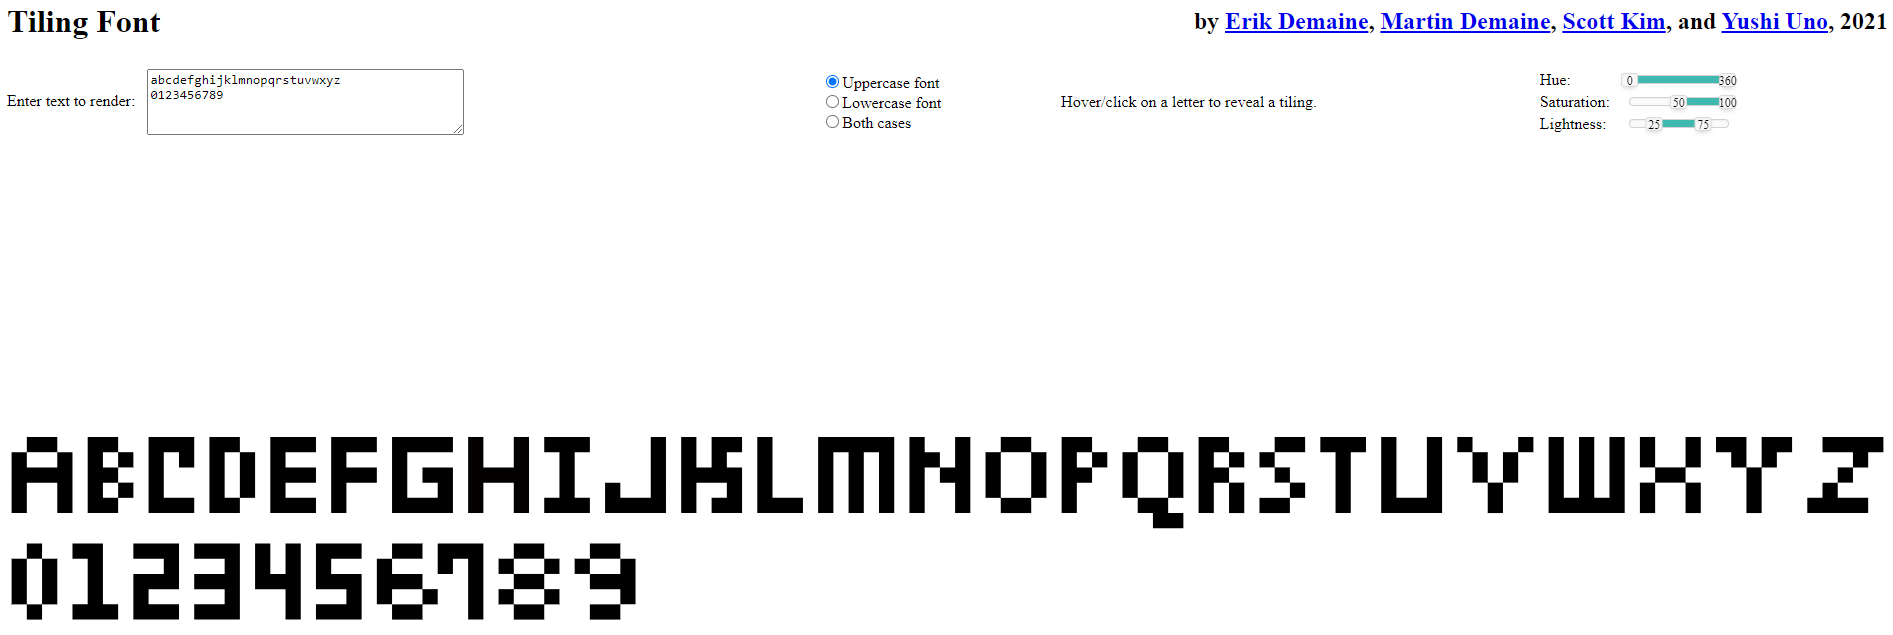 Tiling Font
by Erik Demaine, Martin Demaine, Scott Kim, and Yushi Uno, 2021
Enter text to render:
abcdefghijklmnopqrstuvwxyz
0123456789
Uppercase font
Lowercase font
Both cases
Hover/click on a letter to reveal a tiling.
Hue: 0 360
Saturation: 50 100
Lightness: 25 75
ABCDEFGHIJKLMNOPQRSTUVWXYZ
0123456789